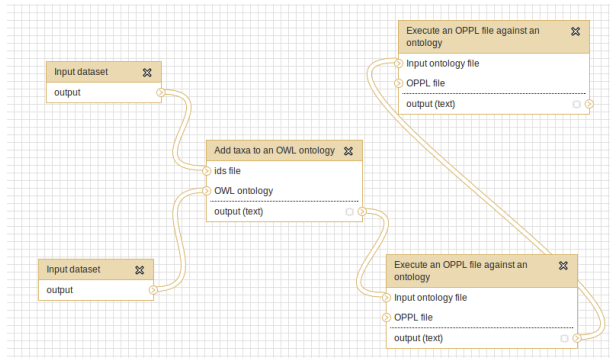 Input dataset
output
Add taxa to an OWL ontology
ids file
OWL ontology
output (text)
Input dataset
output
Execute an OPPL file against an
ontology
Input ontology file
OPPL file
output (text)
Execute an OPPL file against an
ontology
Input ontology file
OPPL file
output (text)